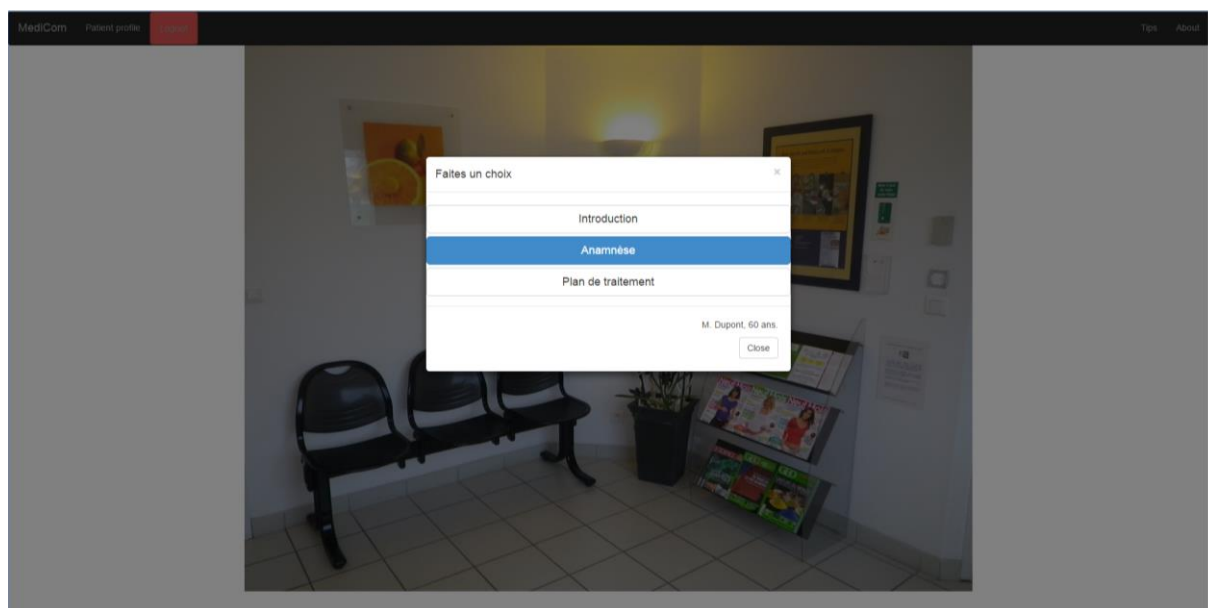 MediCom Patient profile Logout Tips About
Faites un choix ×
Introduction
Anamnèse
Plan de traitement
M. Dupont, 60 ans.
Close